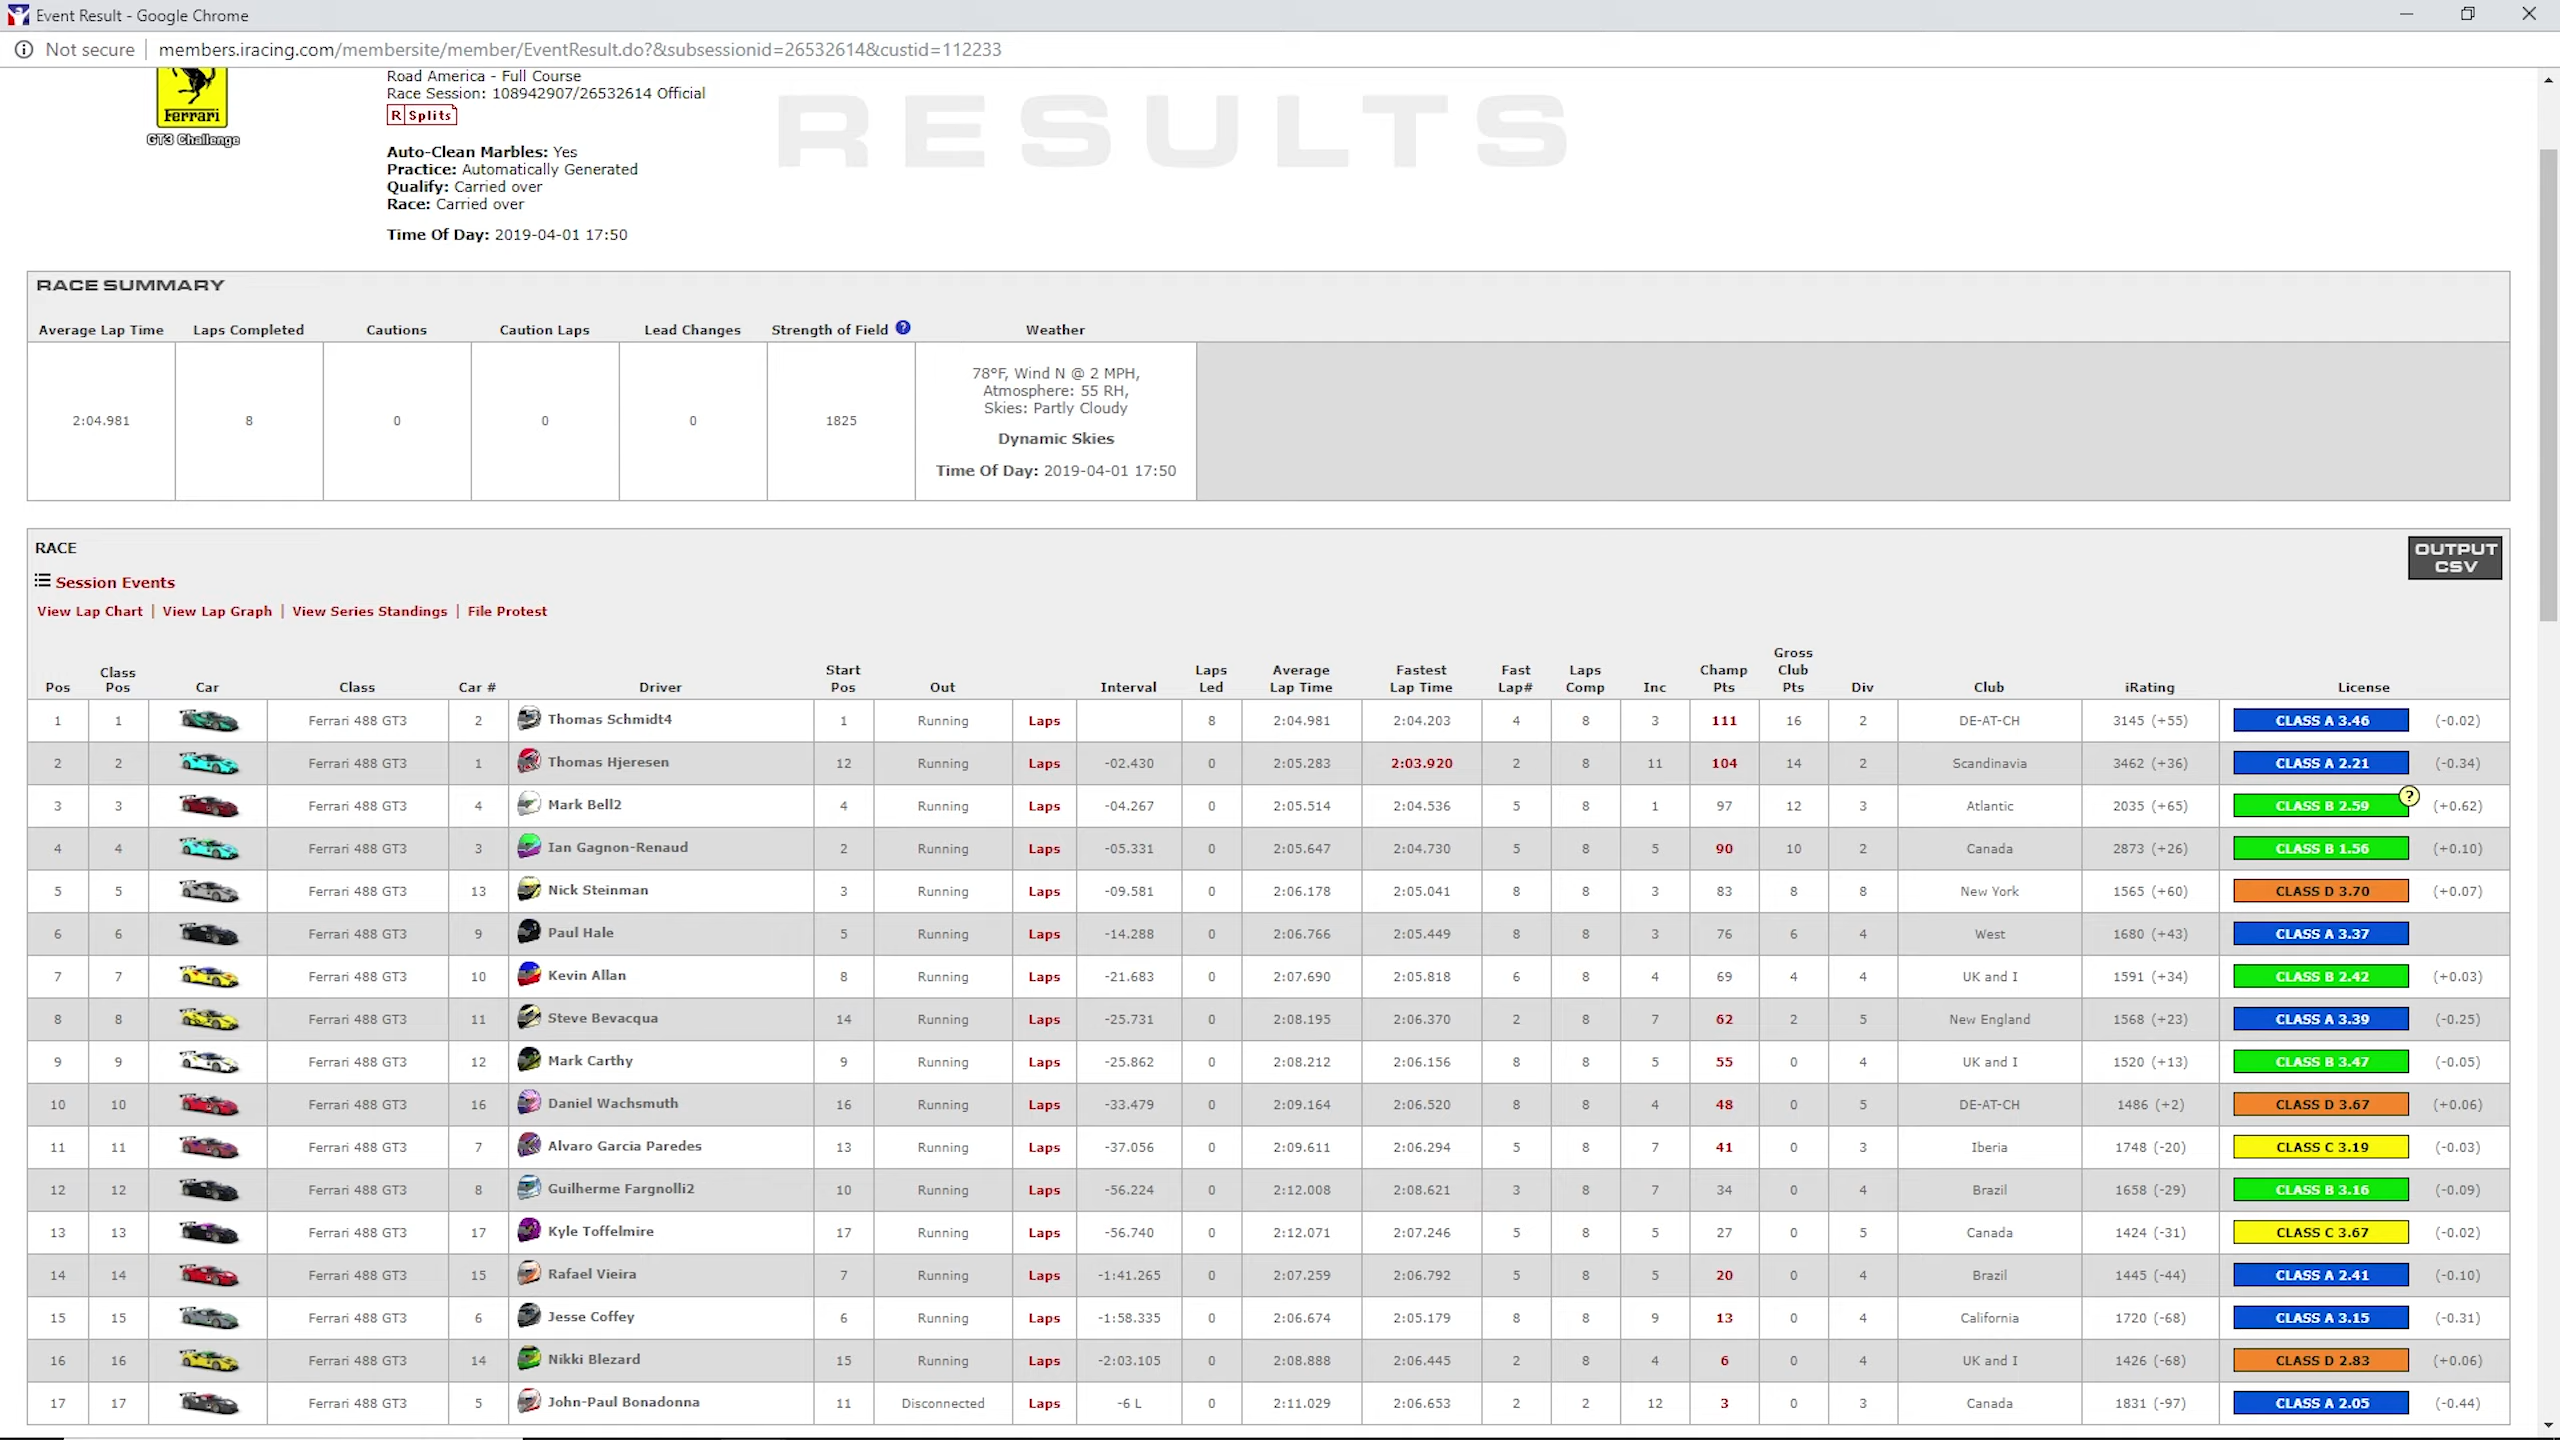 Event Result - Google Chrome
Not secure | members.iracing.com/membersite/member/EventResult.do?&subsessionid=26532614&custid=112233
Ferrari
GT3 Challenge
Road America - Full Course
Race Session: 108942907/26532614 Official
R Splits
RESULTS
Auto-Clean Marbles: Yes
Practice: Automatically Generated
Qualify: Carried over
Race: Carried over
Time Of Day: 2019-04-01 17:50
RACE SUMMARY
Average Lap Time Laps Completed Cautions Caution Laps Lead Changes Strength of Field ? Weather
2:04.981 8 0 0 0 1825
78°F, Wind N @ 2 MPH,
Atmosphere: 55 RH,
Skies: Partly Cloudy
Dynamic Skies
Time Of Day: 2019-04-01 17:50
RACE
OUTPUT
CSV
Session Events
View Lap Chart | View Lap Graph | View Series Standings | File Protest
Pos Class Pos Car Class Car # Driver Start Pos Out Interval Laps Led Average Lap Time Fastest Lap Time Fast Lap# Laps Comp Inc Champ Pts Gross Club Pts Div Club iRating License
1 1 Ferrari 488 GT3 2 Thomas Schmidt4 1 Running Laps 8 2:04.981 2:04.203 4 8 3 111 16 2 DE-AT-CH 3145 (+55) CLASS A 3.46 (-0.02)
2 2 Ferrari 488 GT3 1 Thomas Hjeresen 12 Running Laps -02.430 0 2:05.283 2:03.920 2 8 11 104 14 2 Scandinavia 3462 (+36) CLASS A 2.21 (-0.34)
3 3 Ferrari 488 GT3 4 Mark Bell2 4 Running Laps -04.267 0 2:05.514 2:04.536 5 8 1 97 12 3 Atlantic 2035 (+65) CLASS B 2.59 ? (+0.62)
4 4 Ferrari 488 GT3 3 Ian Gagnon-Renaud 2 Running Laps -05.331 0 2:05.647 2:04.730 5 8 5 90 10 2 Canada 2873 (+26) CLASS B 1.56 (+0.10)
5 5 Ferrari 488 GT3 13 Nick Steinman 3 Running Laps -09.581 0 2:06.178 2:05.041 8 8 3 83 8 8 New York 1565 (+60) CLASS D 3.70 (+0.07)
6 6 Ferrari 488 GT3 9 Paul Hale 5 Running Laps -14.288 0 2:06.766 2:05.449 8 8 3 76 6 4 West 1680 (+43) CLASS A 3.37
7 7 Ferrari 488 GT3 10 Kevin Allan 8 Running Laps -21.683 0 2:07.690 2:05.818 6 8 4 69 4 4 UK and I 1591 (+34) CLASS B 2.42 (+0.03)
8 8 Ferrari 488 GT3 11 Steve Bevacqua 14 Running Laps -25.731 0 2:08.195 2:06.370 2 8 7 62 2 5 New England 1568 (+23) CLASS A 3.39 (-0.25)
9 9 Ferrari 488 GT3 12 Mark Carthy 9 Running Laps -25.862 0 2:08.212 2:06.156 8 8 5 55 0 4 UK and I 1520 (+13) CLASS B 3.47 (-0.05)
10 10 Ferrari 488 GT3 16 Daniel Wachsmuth 16 Running Laps -33.479 0 2:09.164 2:06.520 8 8 4 48 0 5 DE-AT-CH 1486 (+2) CLASS D 3.67 (+0.06)
11 11 Ferrari 488 GT3 7 Alvaro Garcia Paredes 13 Running Laps -37.056 0 2:09.611 2:06.294 5 8 7 41 0 3 Iberia 1748 (-20) CLASS C 3.19 (-0.03)
12 12 Ferrari 488 GT3 8 Guilherme Fargnolli2 10 Running Laps -56.224 0 2:12.008 2:08.621 3 8 7 34 0 4 Brazil 1658 (-29) CLASS B 3.16 (-0.09)
13 13 Ferrari 488 GT3 17 Kyle Toffelmire 17 Running Laps -56.740 0 2:12.071 2:07.246 5 8 5 27 0 5 Canada 1424 (-31) CLASS C 3.67 (-0.02)
14 14 Ferrari 488 GT3 15 Rafael Vieira 7 Running Laps -1:41.265 0 2:07.259 2:06.792 5 8 5 20 0 4 Brazil 1445 (-44) CLASS A 2.41 (-0.10)
15 15 Ferrari 488 GT3 6 Jesse Coffey 6 Running Laps -1:58.335 0 2:06.674 2:05.179 8 8 9 13 0 4 California 1720 (-68) CLASS A 3.15 (-0.31)
16 16 Ferrari 488 GT3 14 Nikki Blezard 15 Running Laps -2:03.105 0 2:08.888 2:06.445 2 8 4 6 0 4 UK and I 1426 (-68) CLASS D 2.83 (+0.06)
17 17 Ferrari 488 GT3 5 John-Paul Bonadonna 11 Disconnected Laps -6 L 0 2:11.029 2:06.653 2 2 12 3 0 3 Canada 1831 (-97) CLASS A 2.05 (-0.44)